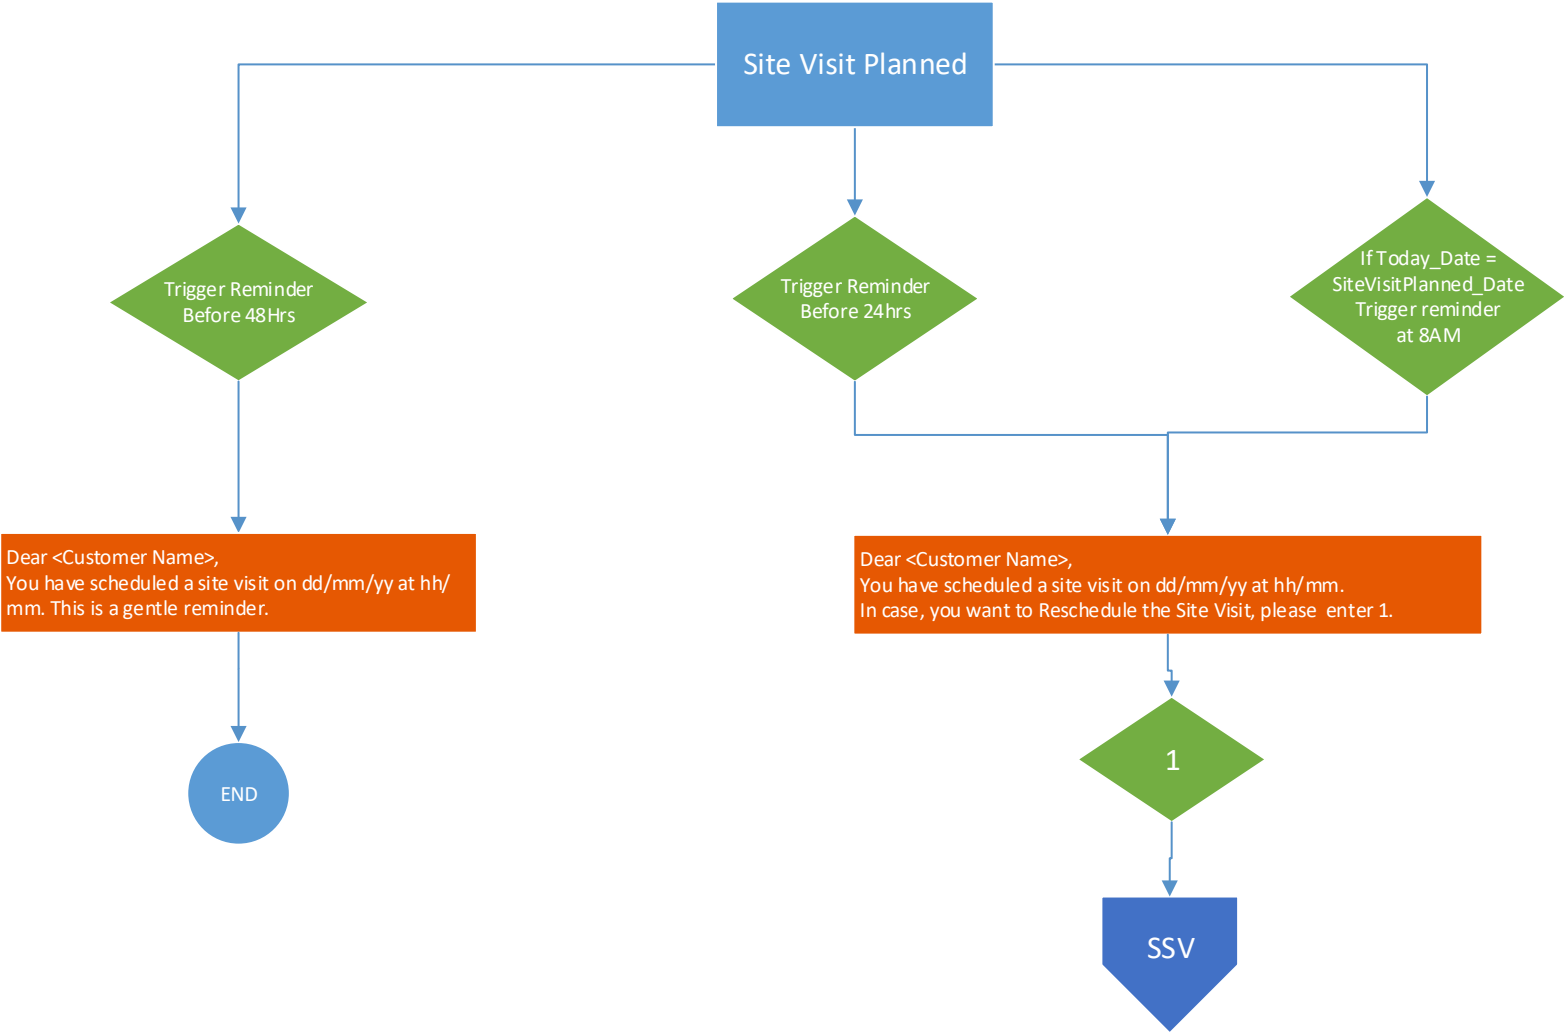 Site Visit Planned
Trigger Reminder
Before 48Hrs
Trigger Reminder
Before 24hrs
If Today_Date =
SiteVisitPlanned_Date
Trigger reminder
at 8AM
Dear <Customer Name>,
You have scheduled a site visit on dd/mm/yy at hh/
mm. This is a gentle reminder.
Dear <Customer Name>,
You have scheduled a site visit on dd/mm/yy at hh/mm.
In case, you want to Reschedule the Site Visit, please enter 1.
1
END
SSV